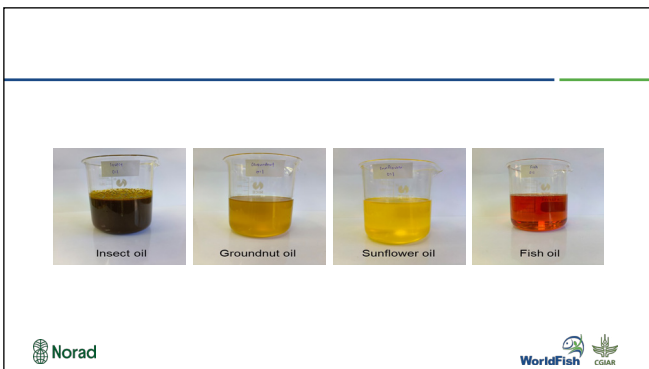 Insect oil
Groundnut oil
Sunflower oil
Fish oil
Norad
WorldFish
CGIAR